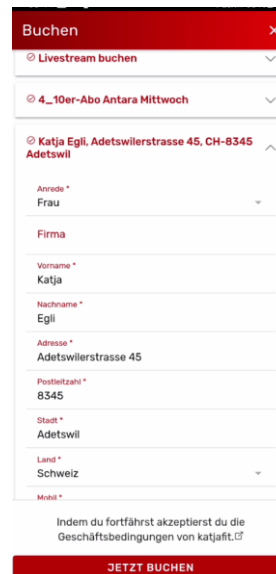 Buchen
Livestream buchen
4_10er-Abo Antara Mittwoch
Katja Egli, Adetswilerstrasse 45, CH-8345
Adetswil
Anrede *
Frau
Firma
Vorname *
Katja
Nachname *
Egli
Adresse *
Adetswilerstrasse 45
Postleitzahl *
8345
Stadt *
Adetswil
Land *
Schweiz
Mobil *
Indem du fortfährst akzeptierst du die
Geschäftsbedingungen von katjafit.
JETZT BUCHEN